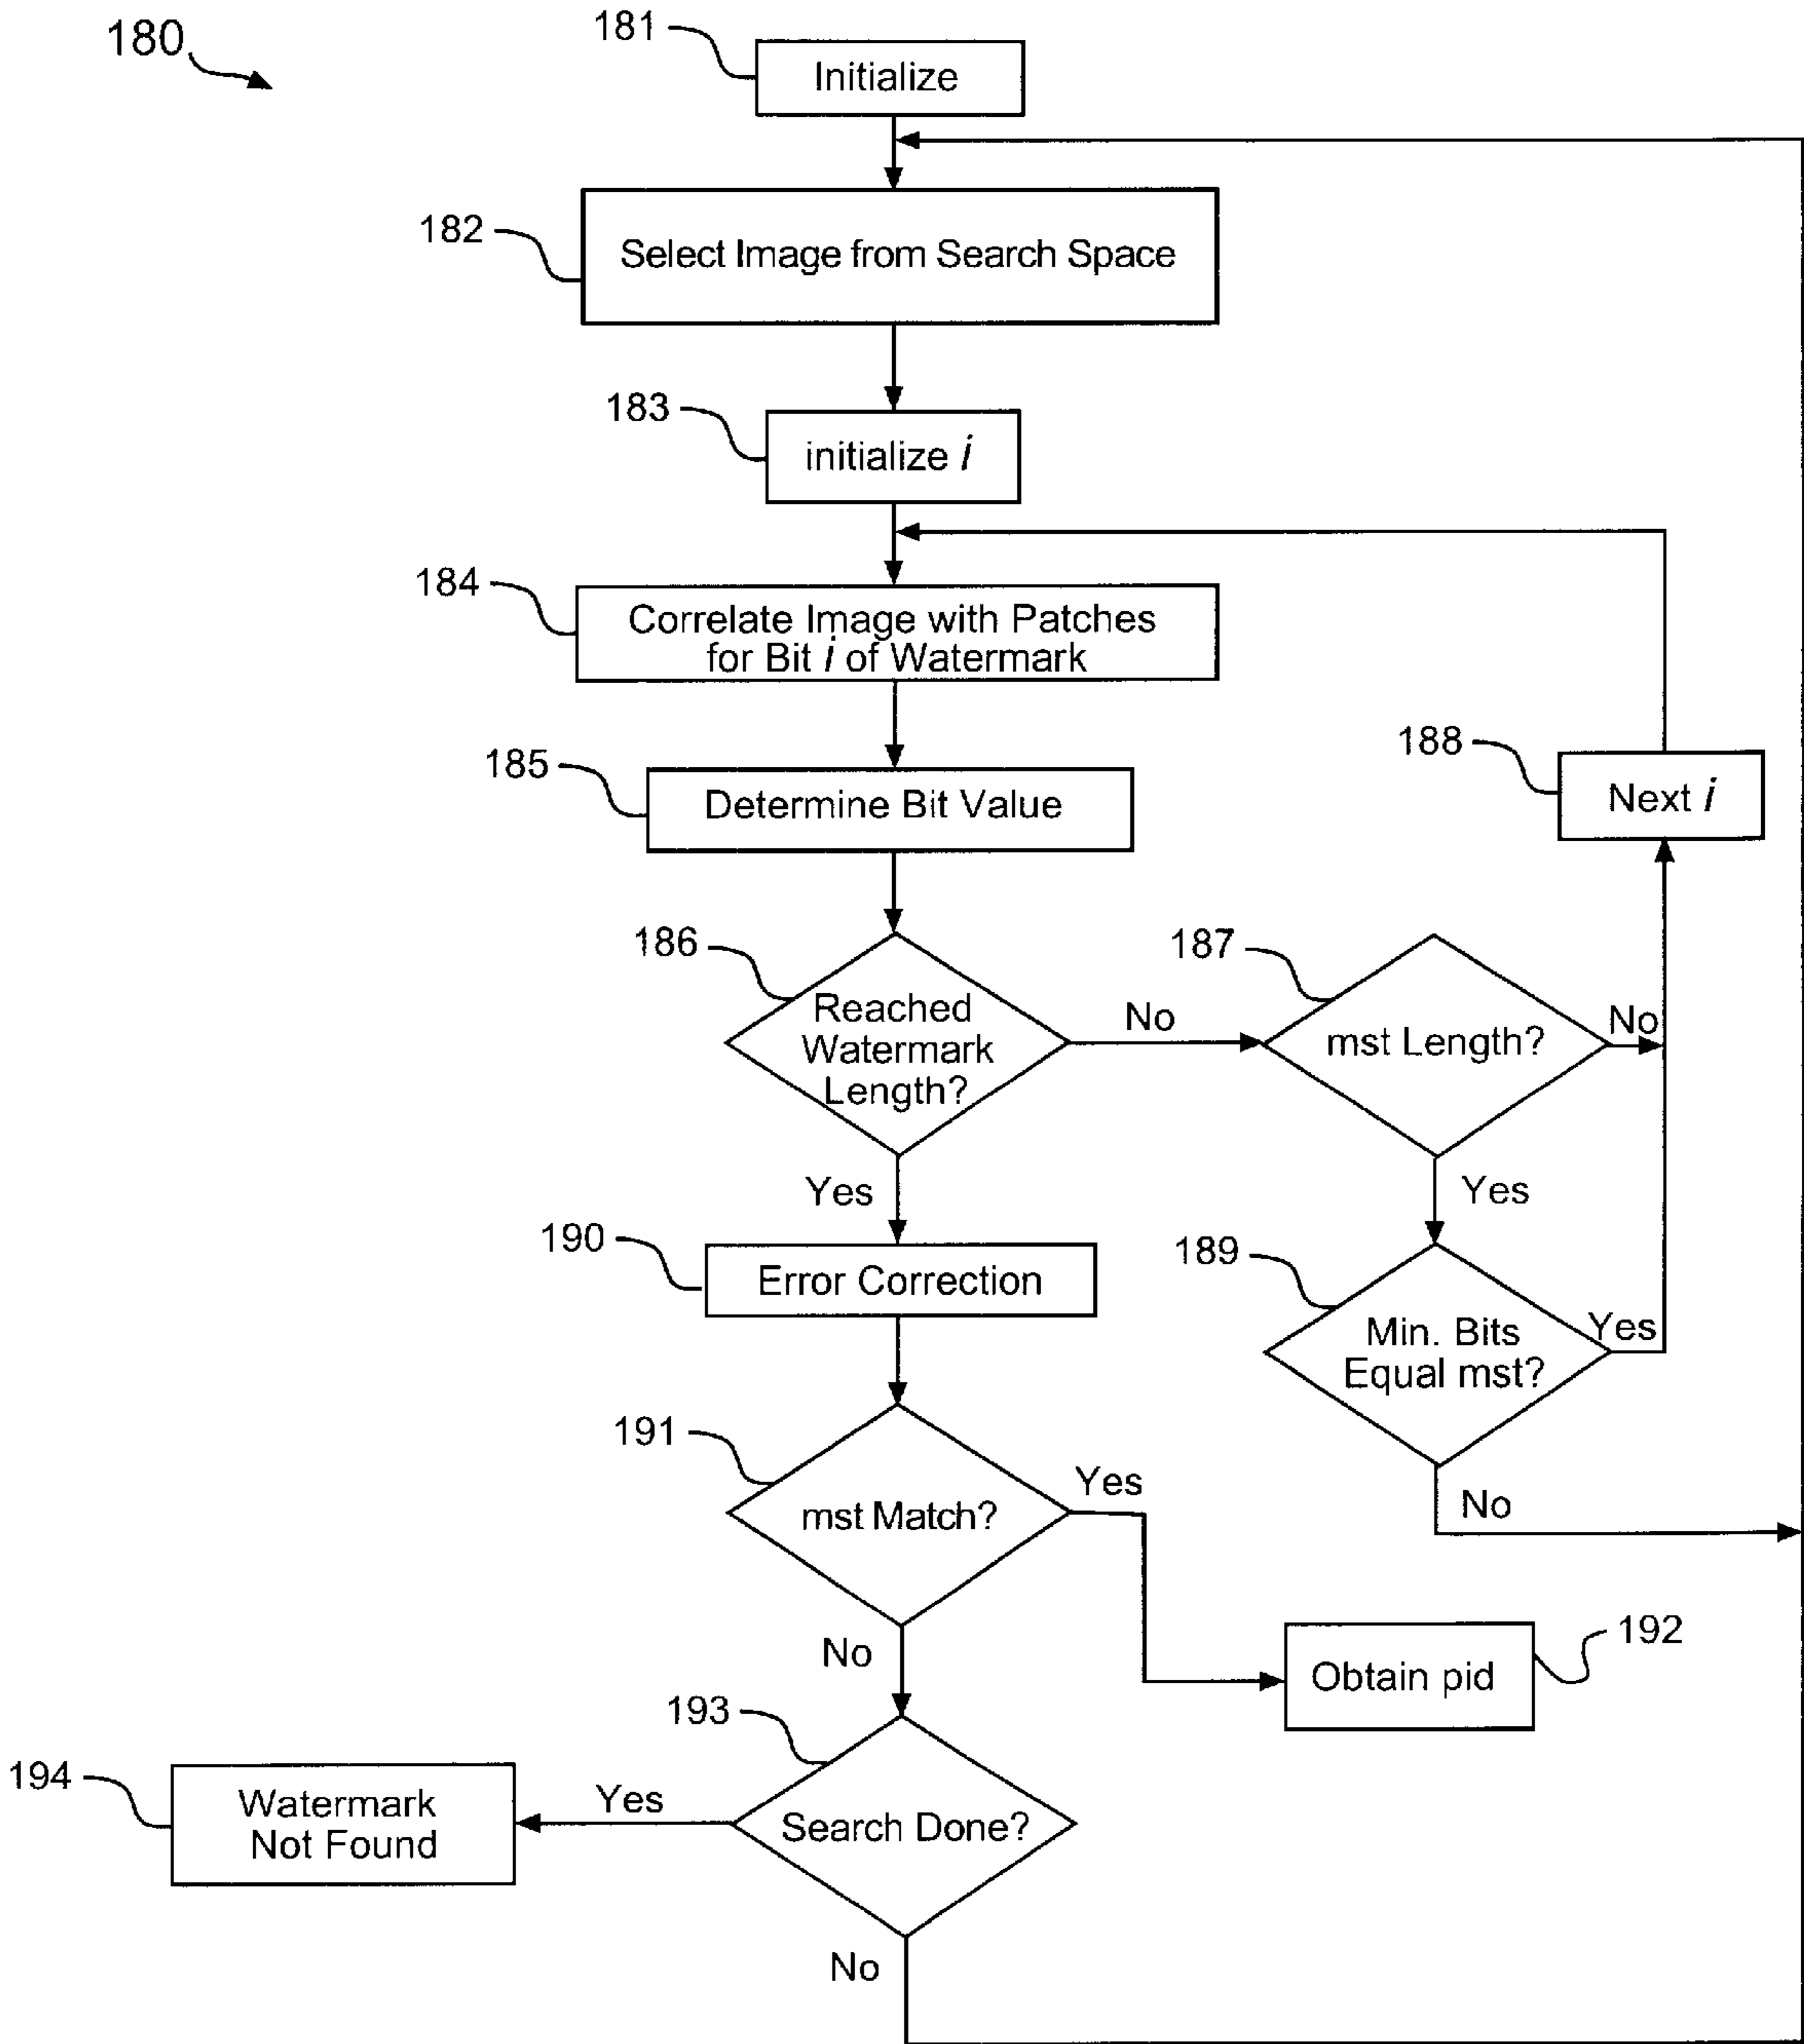 180
181
Initialize
182
Select Image from Search Space
183
initialize i
184
Correlate Image with Patches
for Bit i of Watermark
185
Determine Bit Value
188
Next i
186
Reached
Watermark
Length?
No
187
mst Length?
No
Yes
Yes
190
Error Correction
189
Min. Bits
Equal mst?
Yes
No
191
mst Match?
Yes
No
192
Obtain pid
193
Search Done?
Yes
194
Watermark
Not Found
No